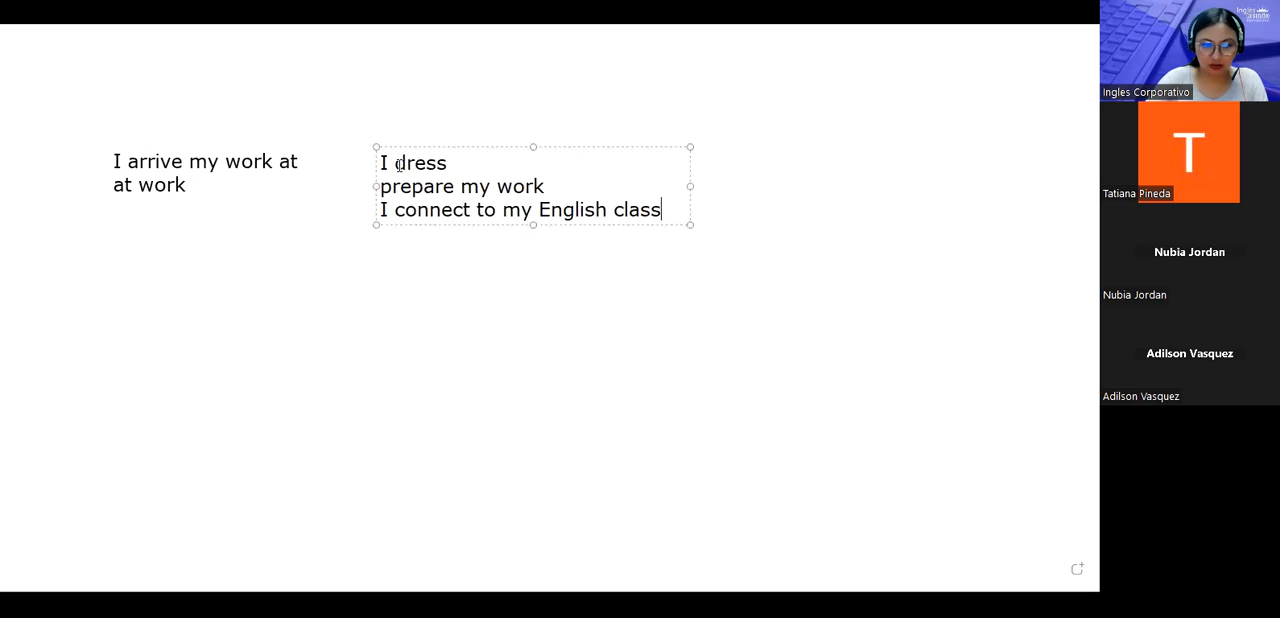 I arrive my work at
at work
I dress
prepare my work
I connect to my English class
Ingles
Ingles Corporativo
T
Tatiana Pineda
Nubia Jordan
Nubia Jordan
Adilson Vasquez
Adilson Vasquez